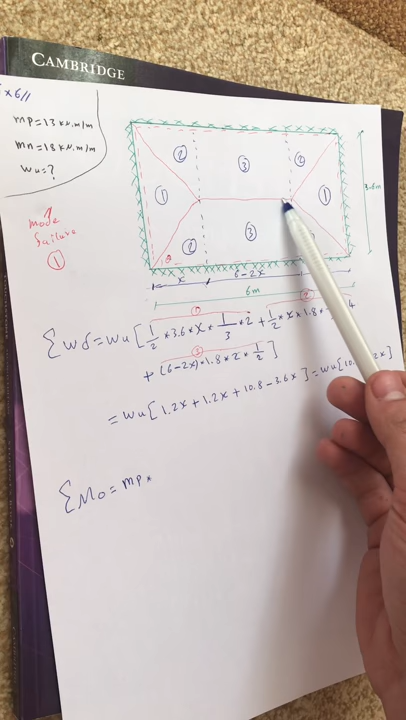 CAMBRIDGE
x 6//
mp=13 kN.m/m
mn=18 kN.m/m
wu=?
mode
failure
①
② ③ ②
① ①
② ③
θ
x 6-2x
6m
3-6m
① ②
Σwδ=wu[1/2*3.6*x*1/3*2+1/2*x*1.8*
③
+(6-2x)*1.8*2*1/2]
=wu[1.2x+1.2x+10.8-3.6x]=wu[10.
Σμθ=mp*